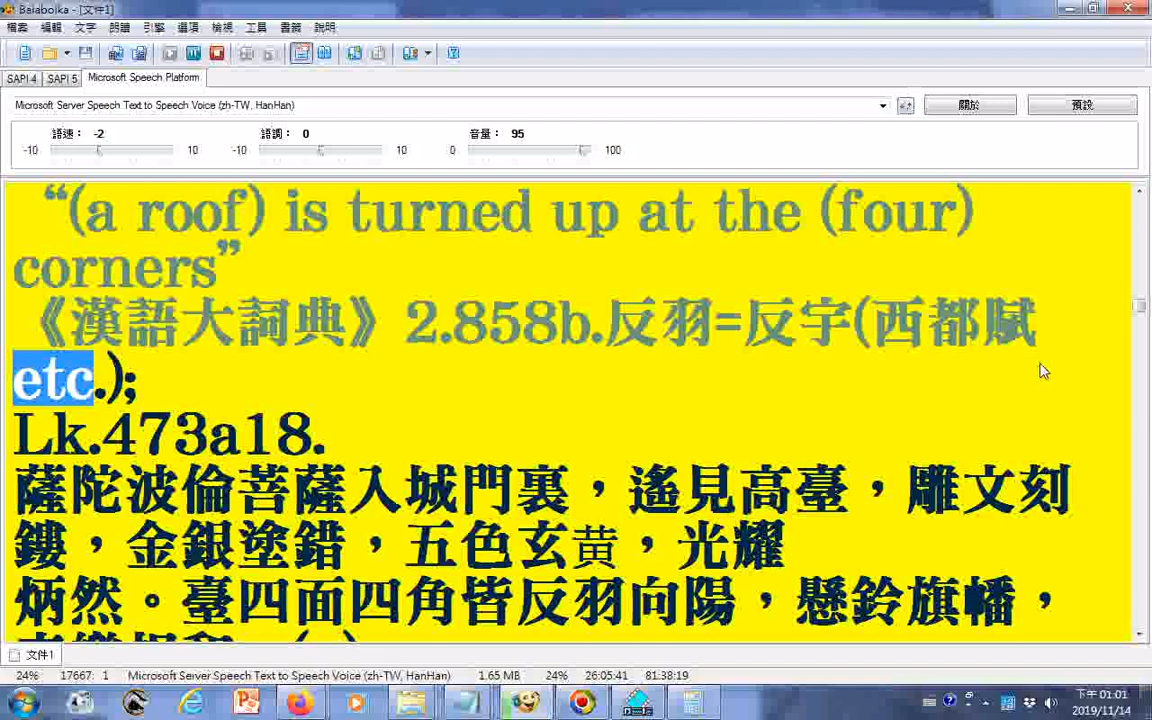 Balabolka - [文件1]
檔案 編輯 文字 朗讀 引擎 選項 檢視 工具 書籤 說明
SAPI 4 SAPI 5 Microsoft Speech Platform
Microsoft Server Speech Text to Speech Voice (zh-TW, HanHan) 關於 預設
語速： -2 語調： 0 音量： 95
-10 10 -10 10 0 100
“(a roof) is turned up at the (four)
corners”
《漢語大詞典》2.858b.反羽=反宇(西都賦
etc.);
Lk.473a18.
薩陀波倫菩薩入城門裏，遙見高臺，雕文刻
鏤，金銀塗錯，五色玄黄，光耀
炳然。臺四面四角皆反羽向陽，懸鈴旗幡，
文件1
24% 17667: 1 Microsoft Server Speech Text to Speech Voice (zh-TW, HanHan) 1.65 MB 24% 26:05:41 81:38:19
下午 01:01
2019/11/14